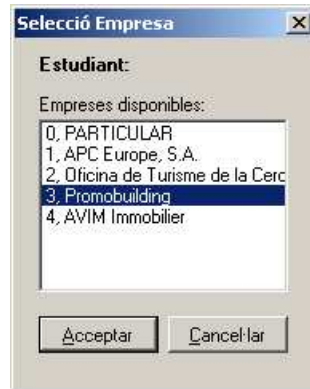 Selecció Empresa
Estudiant:
Empreses disponibles:
0, PARTICULAR
1, APC Europe, S.A.
2, Oficina de Turisme de la Cerc
3, Promobuilding
4, AVIM Immobilier
Acceptar Cancel·lar